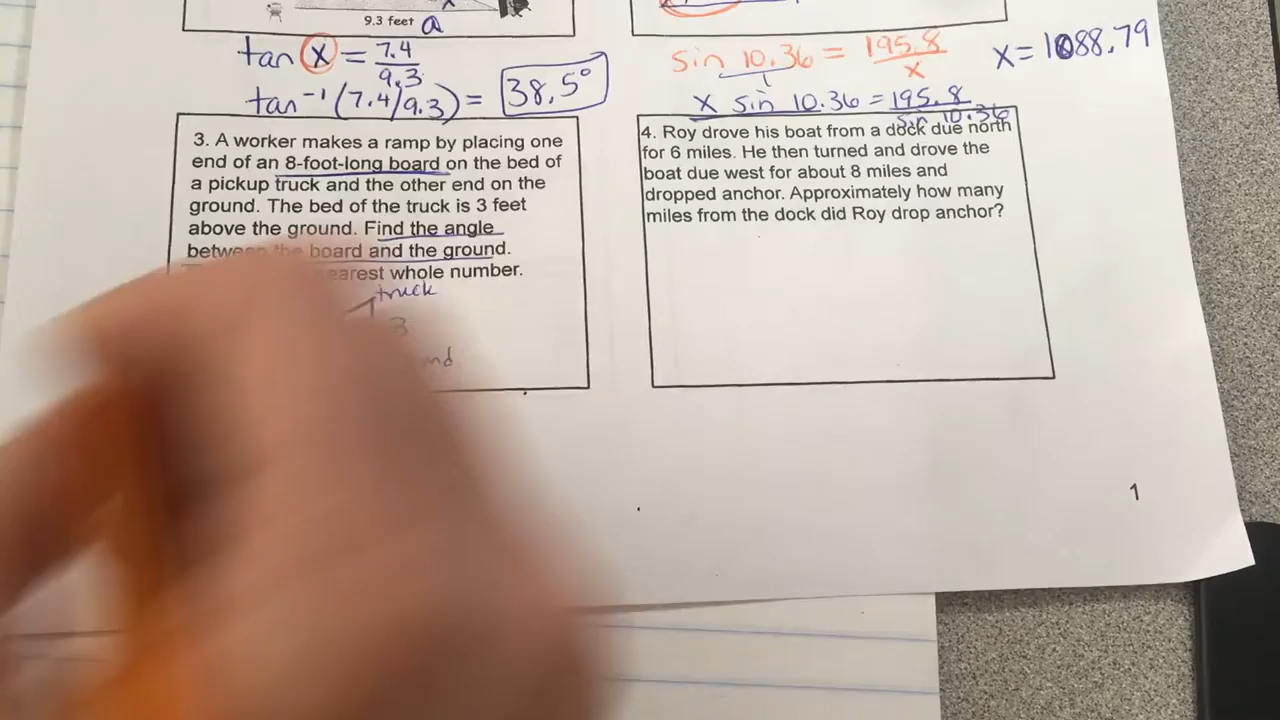 9.3 feet a
tan (x) = 7.4/9.3
tan⁻¹ (7.4/9.3) = 38.5°
sin 10.36 = 195.8/x
x = 1088.79
x sin 10.36 = 195.8
sin 10.36
3. A worker makes a ramp by placing one
end of an 8-foot-long board on the bed of
a pickup truck and the other end on the
ground. The bed of the truck is 3 feet
above the ground. Find the angle
between the board and the ground.
nearest whole number.
truck
3
4. Roy drove his boat from a dock due north
for 6 miles. He then turned and drove the
boat due west for about 8 miles and
dropped anchor. Approximately how many
miles from the dock did Roy drop anchor?
1